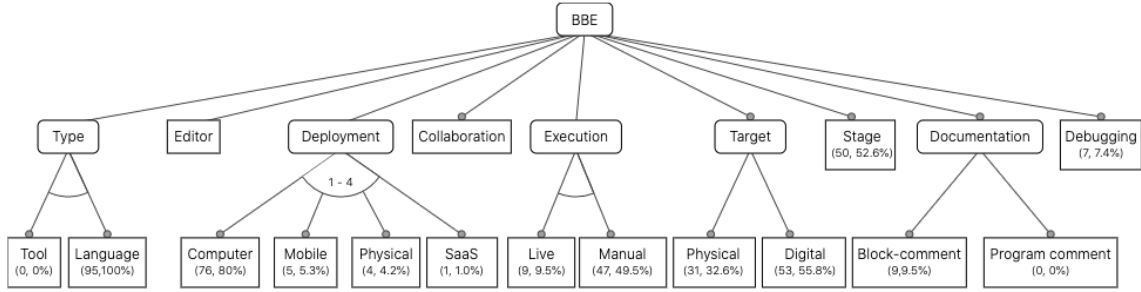 BBE
Type
Editor
Deployment
Collaboration
Execution
Target
Stage
(50, 52.6%)
Documentation
Debugging
(7, 7.4%)
1 - 4
Tool
(0, 0%)
Language
(95,100%)
Computer
(76, 80%)
Mobile
(5, 5.3%)
Physical
(4, 4.2%)
SaaS
(1, 1.0%)
Live
(9, 9.5%)
Manual
(47, 49.5%)
Physical
(31, 32.6%)
Digital
(53, 55.8%)
Block-comment
(9,9.5%)
Program comment
(0, 0%)